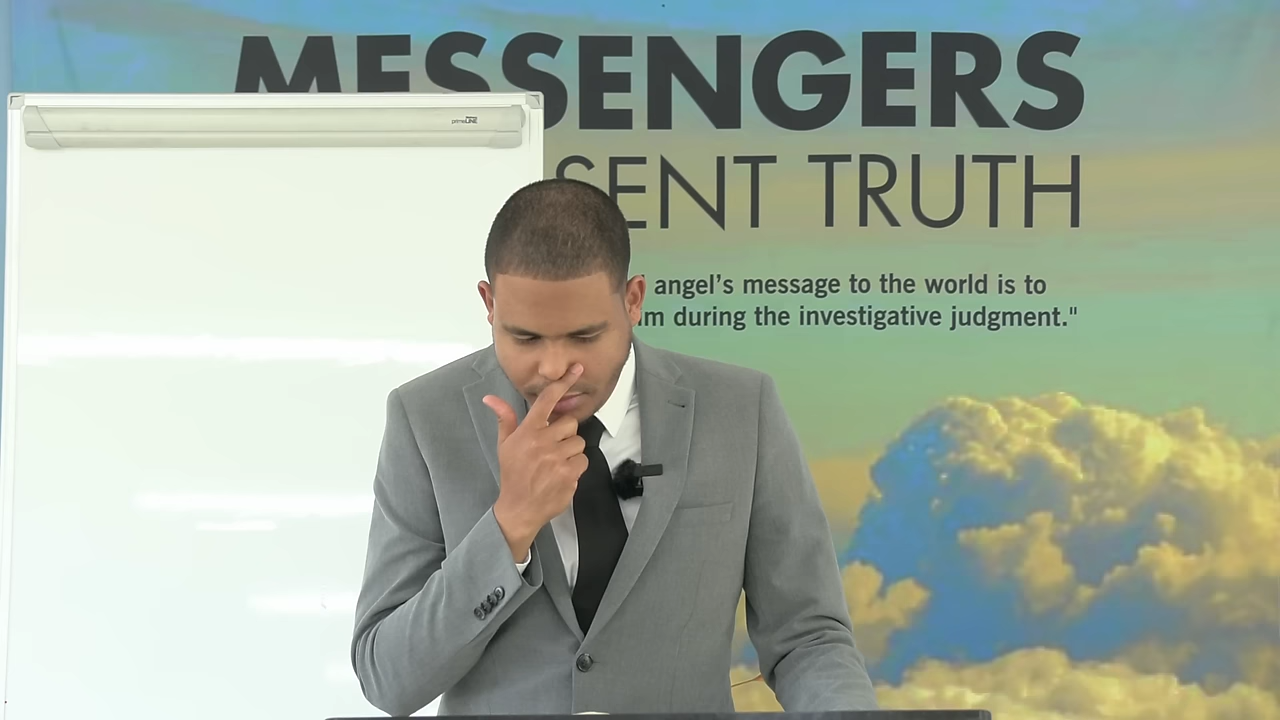 MESSENGERS
SENT TRUTH
angel's message to the world is to
during the investigative judgment."
primeLINE